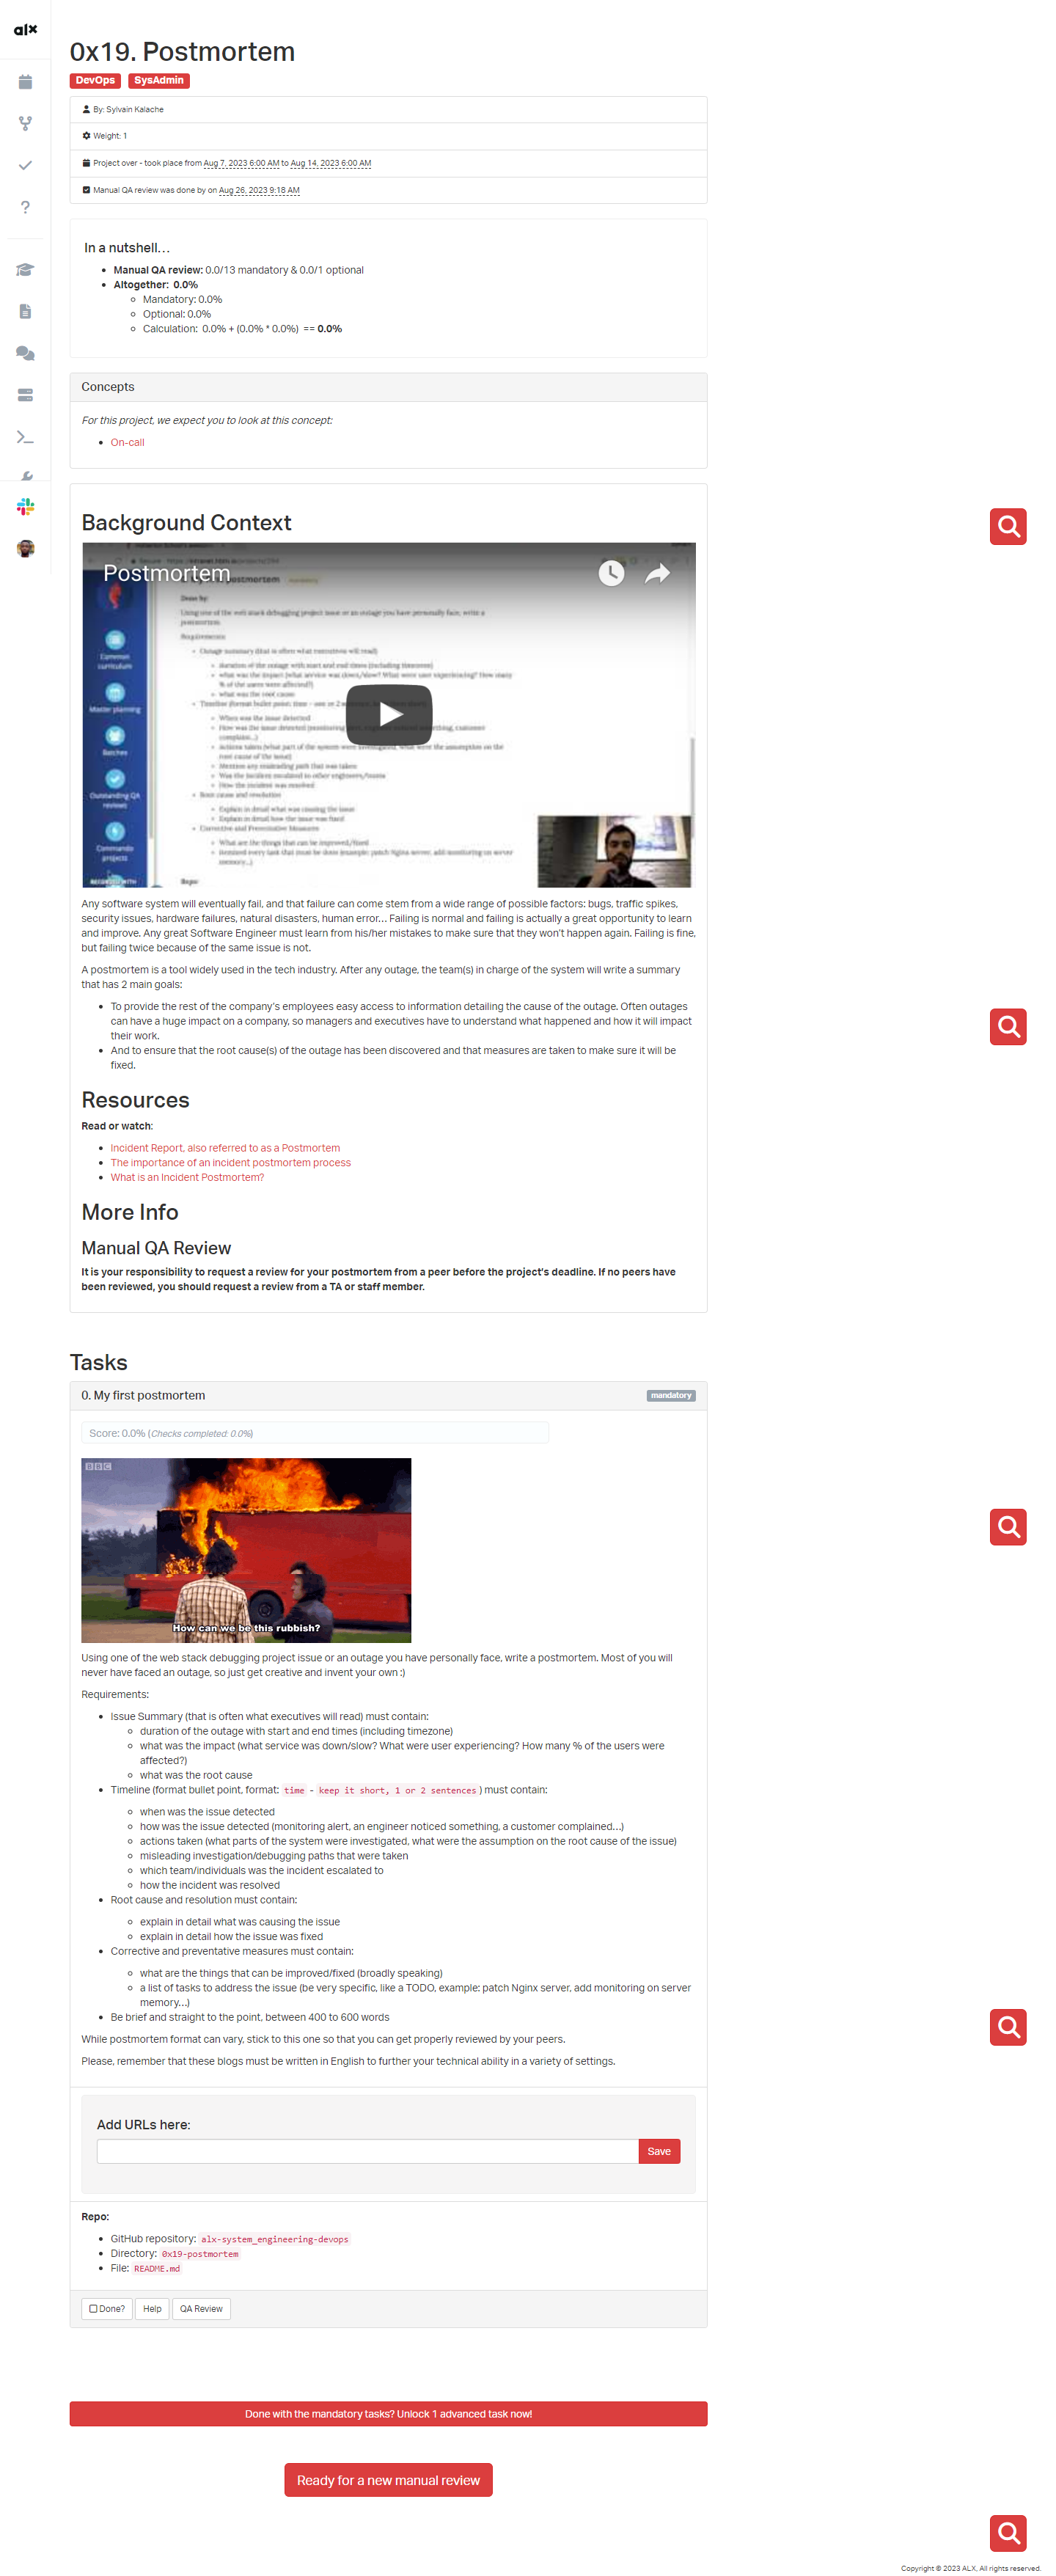 alx
0x19. Postmortem
DevOps SysAdmin
By: Sylvain Kalache
Weight: 1
Project over - took place from Aug 7, 2023 6:00 AM to Aug 14, 2023 6:00 AM
Manual QA review was done by on Aug 26, 2023 9:18 AM
In a nutshell…
Manual QA review: 0.0/13 mandatory & 0.0/1 optional
Altogether: 0.0%
Mandatory: 0.0%
Optional: 0.0%
Calculation: 0.0% + (0.0% * 0.0%) == 0.0%
Concepts
For this project, we expect you to look at this concept:
On-call
Background Context
Postmortem
Any software system will eventually fail, and that failure can come stem from a wide range of possible factors: bugs, traffic spikes,
security issues, hardware failures, natural disasters, human error… Failing is normal and failing is actually a great opportunity to learn
and improve. Any great Software Engineer must learn from his/her mistakes to make sure that they won't happen again. Failing is fine,
but failing twice because of the same issue is not.
A postmortem is a tool widely used in the tech industry. After any outage, the team(s) in charge of the system will write a summary
that has 2 main goals:
To provide the rest of the company's employees easy access to information detailing the cause of the outage. Often outages
can have a huge impact on a company, so managers and executives have to understand what happened and how it will impact
their work.
And to ensure that the root cause(s) of the outage has been discovered and that measures are taken to make sure it will be
fixed.
Resources
Read or watch:
Incident Report, also referred to as a Postmortem
The importance of an incident postmortem process
What is an Incident Postmortem?
More Info
Manual QA Review
It is your responsibility to request a review for your postmortem from a peer before the project's deadline. If no peers have
been reviewed, you should request a review from a TA or staff member.
Tasks
0. My first postmortem mandatory
Score: 0.0% (Checks completed: 0.0%)
BBC
How can we be this rubbish?
Using one of the web stack debugging project issue or an outage you have personally face, write a postmortem. Most of you will
never have faced an outage, so just get creative and invent your own :)
Requirements:
Issue Summary (that is often what executives will read) must contain:
duration of the outage with start and end times (including timezone)
what was the impact (what service was down/slow? What were user experiencing? How many % of the users were
affected?)
what was the root cause
Timeline (format bullet point, format: time - keep it short, 1 or 2 sentences) must contain:
when was the issue detected
how was the issue detected (monitoring alert, an engineer noticed something, a customer complained…)
actions taken (what parts of the system were investigated, what were the assumption on the root cause of the issue)
misleading investigation/debugging paths that were taken
which team/individuals was the incident escalated to
how the incident was resolved
Root cause and resolution must contain:
explain in detail what was causing the issue
explain in detail how the issue was fixed
Corrective and preventative measures must contain:
what are the things that can be improved/fixed (broadly speaking)
a list of tasks to address the issue (be very specific, like a TODO, example: patch Nginx server, add monitoring on server
memory…)
Be brief and straight to the point, between 400 to 600 words
While postmortem format can vary, stick to this one so that you can get properly reviewed by your peers.
Please, remember that these blogs must be written in English to further your technical ability in a variety of settings.
Add URLs here:
Save
Repo:
GitHub repository: alx-system_engineering-devops
Directory: 0x19-postmortem
File: README.md
Done? Help QA Review
Done with the mandatory tasks? Unlock 1 advanced task now!
Ready for a new manual review
Copyright © 2023 ALX, All rights reserved.